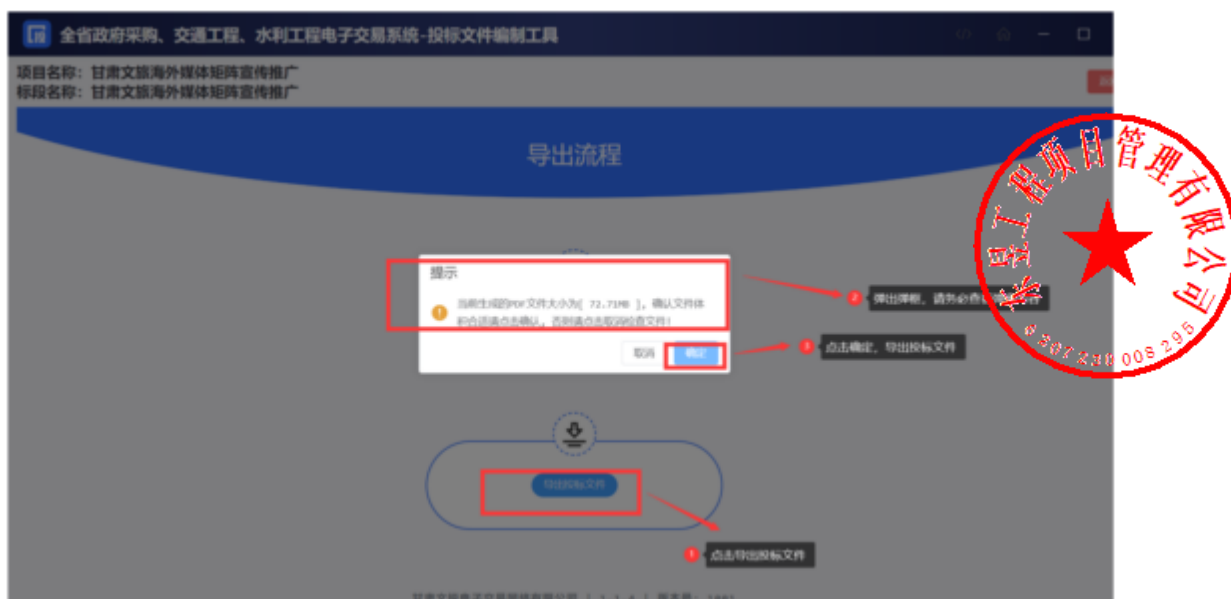 全省政府采购、交通工程、水利工程电子交易系统-投标文件编制工具
项目名称：甘肃文旅海外媒体矩阵宣传推广
标段名称：甘肃文旅海外媒体矩阵宣传推广
导出流程
工程项目管理有限公司
提示
当前生成的PDF文件大小为[ 72.71MB ]，确认文件体
积合适请点击确认，否则请点击取消检查文件！
取消 确定
2 弹出弹框，请务必查
3 点击确定，导出投标文件
导出投标文件
1 点击导出投标文件